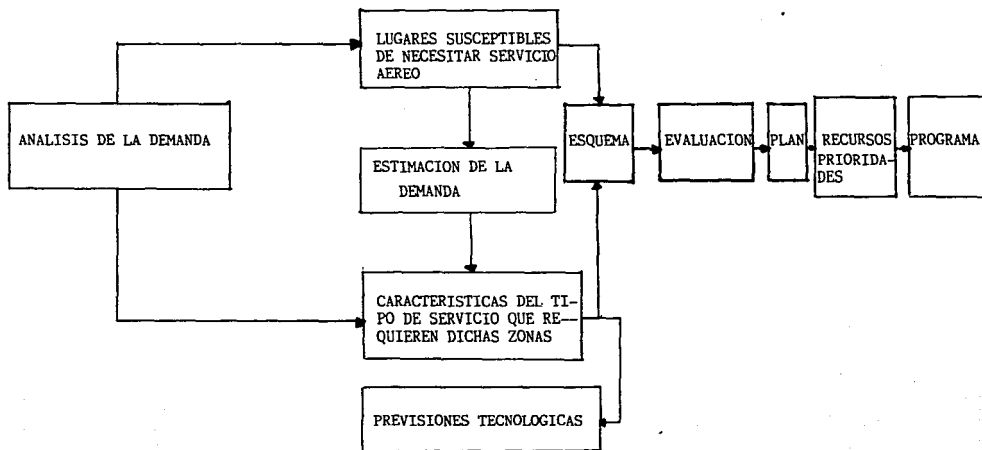 LUGARES SUSCEPTIBLES
DE NECESITAR SERVICIO
AEREO
ANALISIS DE LA DEMANDA
ESTIMACION DE LA
DEMANDA
ESQUEMA
EVALUACION
PLAN
RECURSOS
PRIORIDA-
DES
PROGRAMA
CARACTERISTICAS DEL TI-
PO DE SERVICIO QUE RE--
QUIEREN DICHAS ZONAS
PREVISIONES TECNOLOGICAS